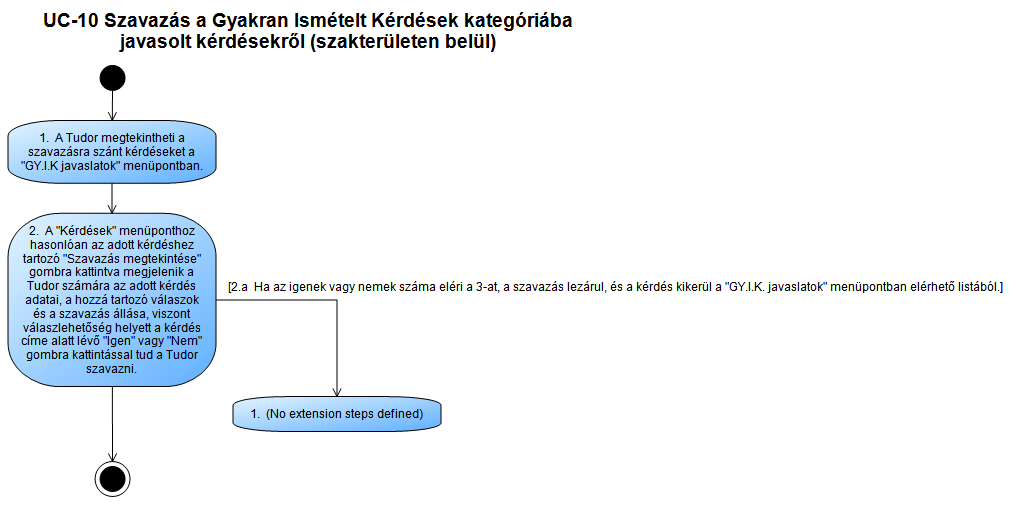 UC-10 Szavazás a Gyakran Ismételt Kérdések kategóriába
javasolt kérdésekről (szakterületen belül)
1.  A Tudor megtekintheti a
szavazásra szánt kérdéseket a
"GY.I.K javaslatok" menüpontban.
2.  A "Kérdések" menüponthoz
hasonlóan az adott kérdéshez
tartozó "Szavazás megtekintése"
gombra kattintva megjelenik a
Tudor számára az adott kérdés
adatai, a hozzá tartozó válaszok
és a szavazás állása, viszont
válaszlehetőség helyett a kérdés
címe alatt lévő "Igen" vagy "Nem"
gombra kattintással tud a Tudor
szavazni.
[2.a  Ha az igenek vagy nemek száma eléri a 3-at, a szavazás lezárul, és a kérdés kikerül a "GY.I.K. javaslatok" menüpontban elérhető listából.]
1.  (No extension steps defined)